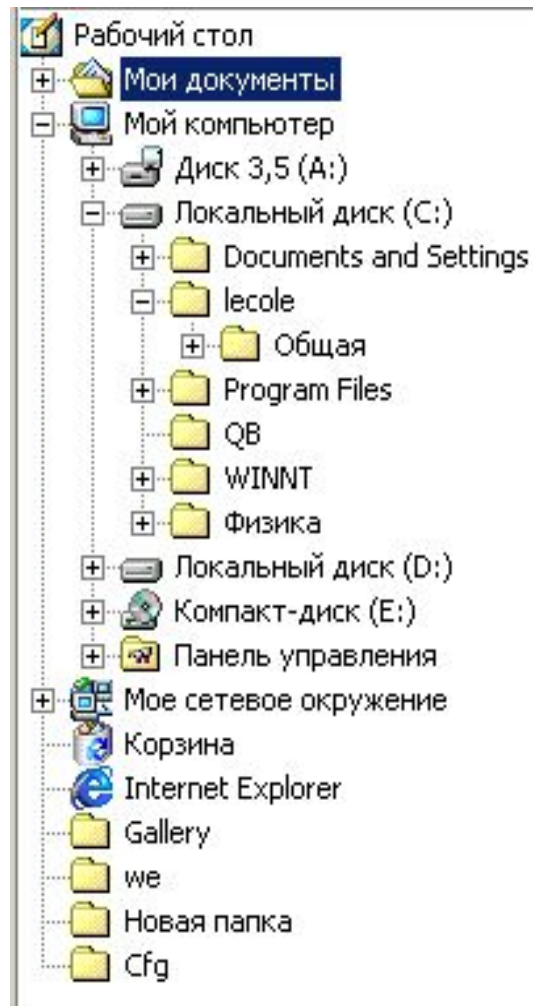 Рабочий стол
Мои документы
Мой компьютер
Диск 3,5 (A:)
Локальный диск (C:)
Documents and Settings
lecole
Общая
Program Files
QB
WINNT
Физика
Локальный диск (D:)
Компакт-диск (E:)
Панель управления
Мое сетевое окружение
Корзина
Internet Explorer
Gallery
we
Новая папка
Cfg